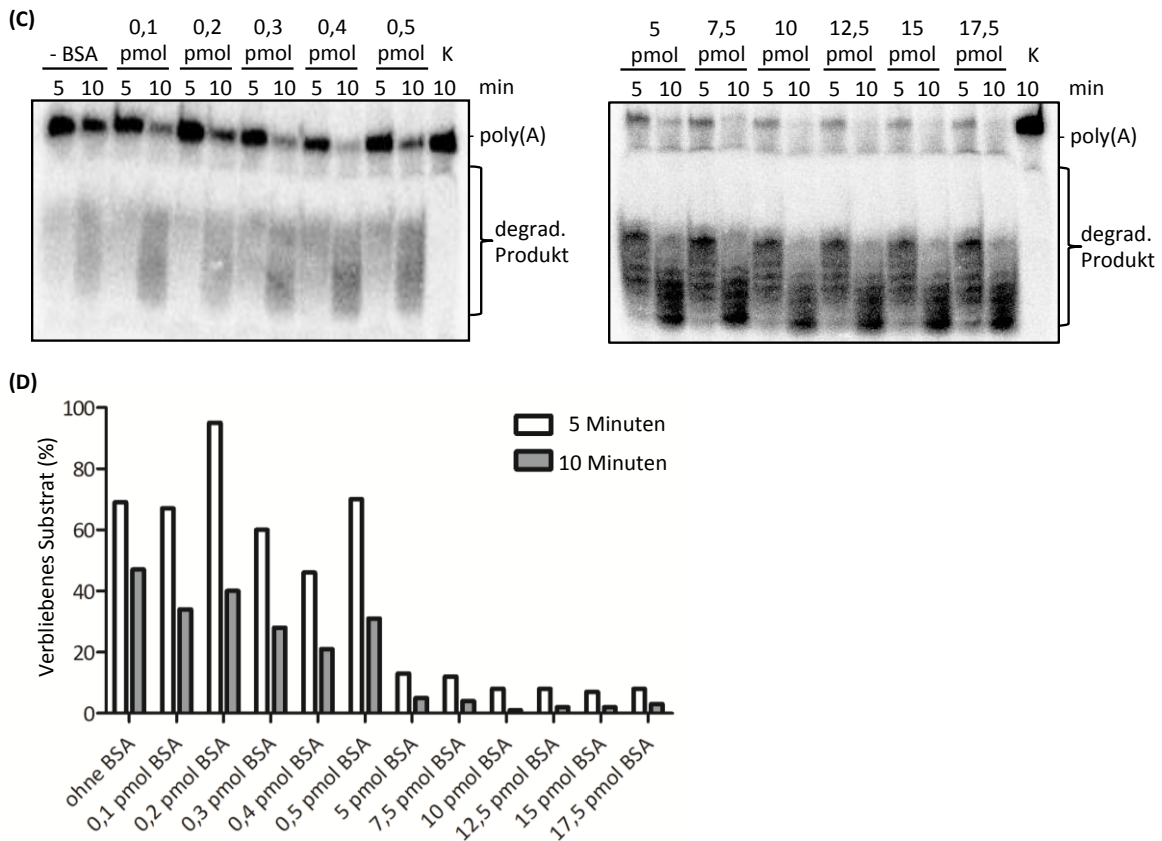 (C)
0,1 0,2 0,3 0,4 0,5
- BSA pmol pmol pmol pmol pmol K
5 10 5 10 5 10 5 10 5 10 5 10 10 min
poly(A)
degrad.
Produkt
5 7,5 10 12,5 15 17,5
pmol pmol pmol pmol pmol pmol K
5 10 5 10 5 10 5 10 5 10 5 10 10 min
poly(A)
degrad.
Produkt
(D)
Verbliebenes Substrat (%)
100
80
60
40
20
0
5 Minuten
10 Minuten
ohne BSA
0,1 pmol BSA
0,2 pmol BSA
0,3 pmol BSA
0,4 pmol BSA
0,5 pmol BSA
5 pmol BSA
7,5 pmol BSA
10 pmol BSA
12,5 pmol BSA
15 pmol BSA
17,5 pmol BSA